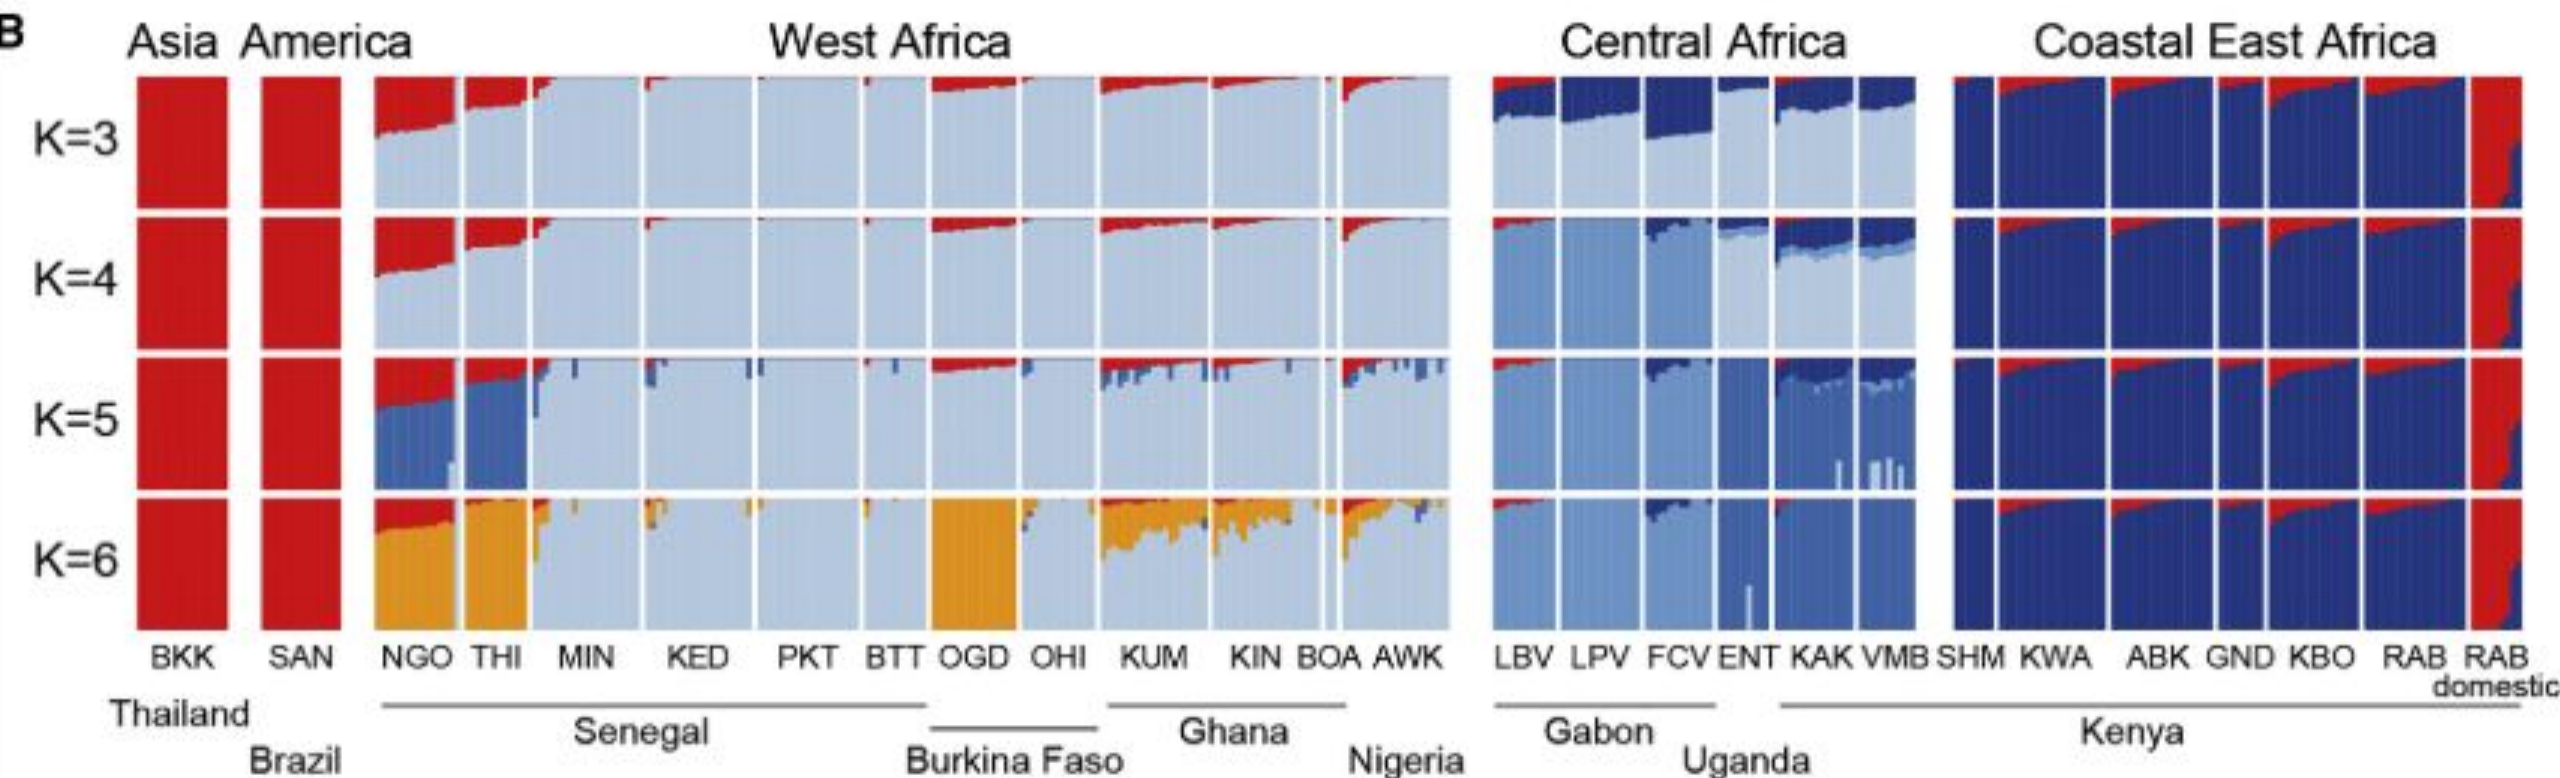 B
Asia America West Africa Central Africa Coastal East Africa
K=3
K=4
K=5
K=6
BKK SAN NGO THI MIN KED PKT BTT OGD OHI KUM KIN BOA AWK LBV LPV FCV ENT KAK VMB SHM KWA ABK GND KBO RAB RAB
domestic
Thailand
Senegal Ghana Gabon Kenya
Brazil Burkina Faso Nigeria Uganda